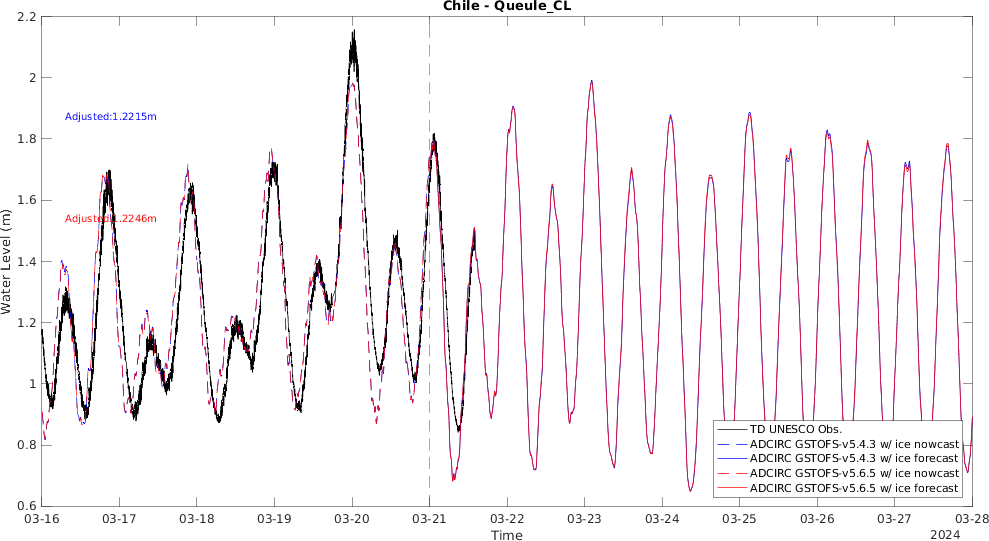 Chile - Queule_CL
2.2
2
1.8
1.6
1.4
1.2
1
0.8
0.6
Water Level (m)
Adjusted:1.2215m
Adjusted:1.2246m
TD UNESCO Obs.
ADCIRC GSTOFS-v5.4.3 w/ ice nowcast
ADCIRC GSTOFS-v5.4.3 w/ ice forecast
ADCIRC GSTOFS-v5.6.5 w/ ice nowcast
ADCIRC GSTOFS-v5.6.5 w/ ice forecast
03-16 03-17 03-18 03-19 03-20 03-21 03-22 03-23 03-24 03-25 03-26 03-27 03-28
Time
2024